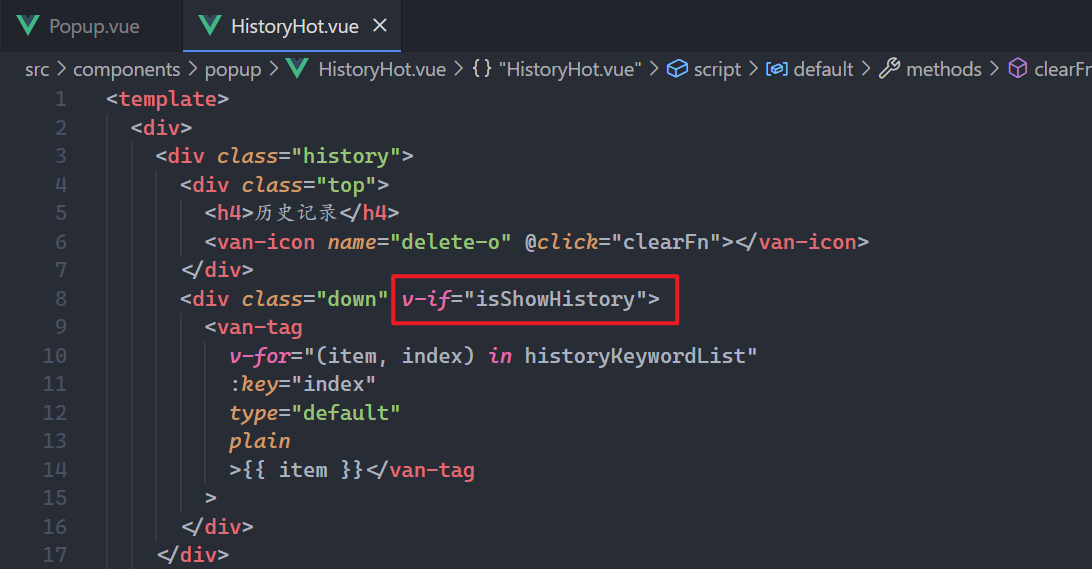 Popup.vue HistoryHot.vue ×
src > components > popup > HistoryHot.vue > {} "HistoryHot.vue" > script > default > methods > clearFn
1 <template>
2 <div>
3 <div class="history">
4 <div class="top">
5 <h4>历史记录</h4>
6 <van-icon name="delete-o" @click="clearFn"></van-icon>
7 </div>
8 <div class="down" v-if="isShowHistory">
9 <van-tag
10 v-for="(item, index) in historyKeywordList"
11 :key="index"
12 type="default"
13 plain
14 >{{ item }}</van-tag
15 >
16 </div>
17 </div>